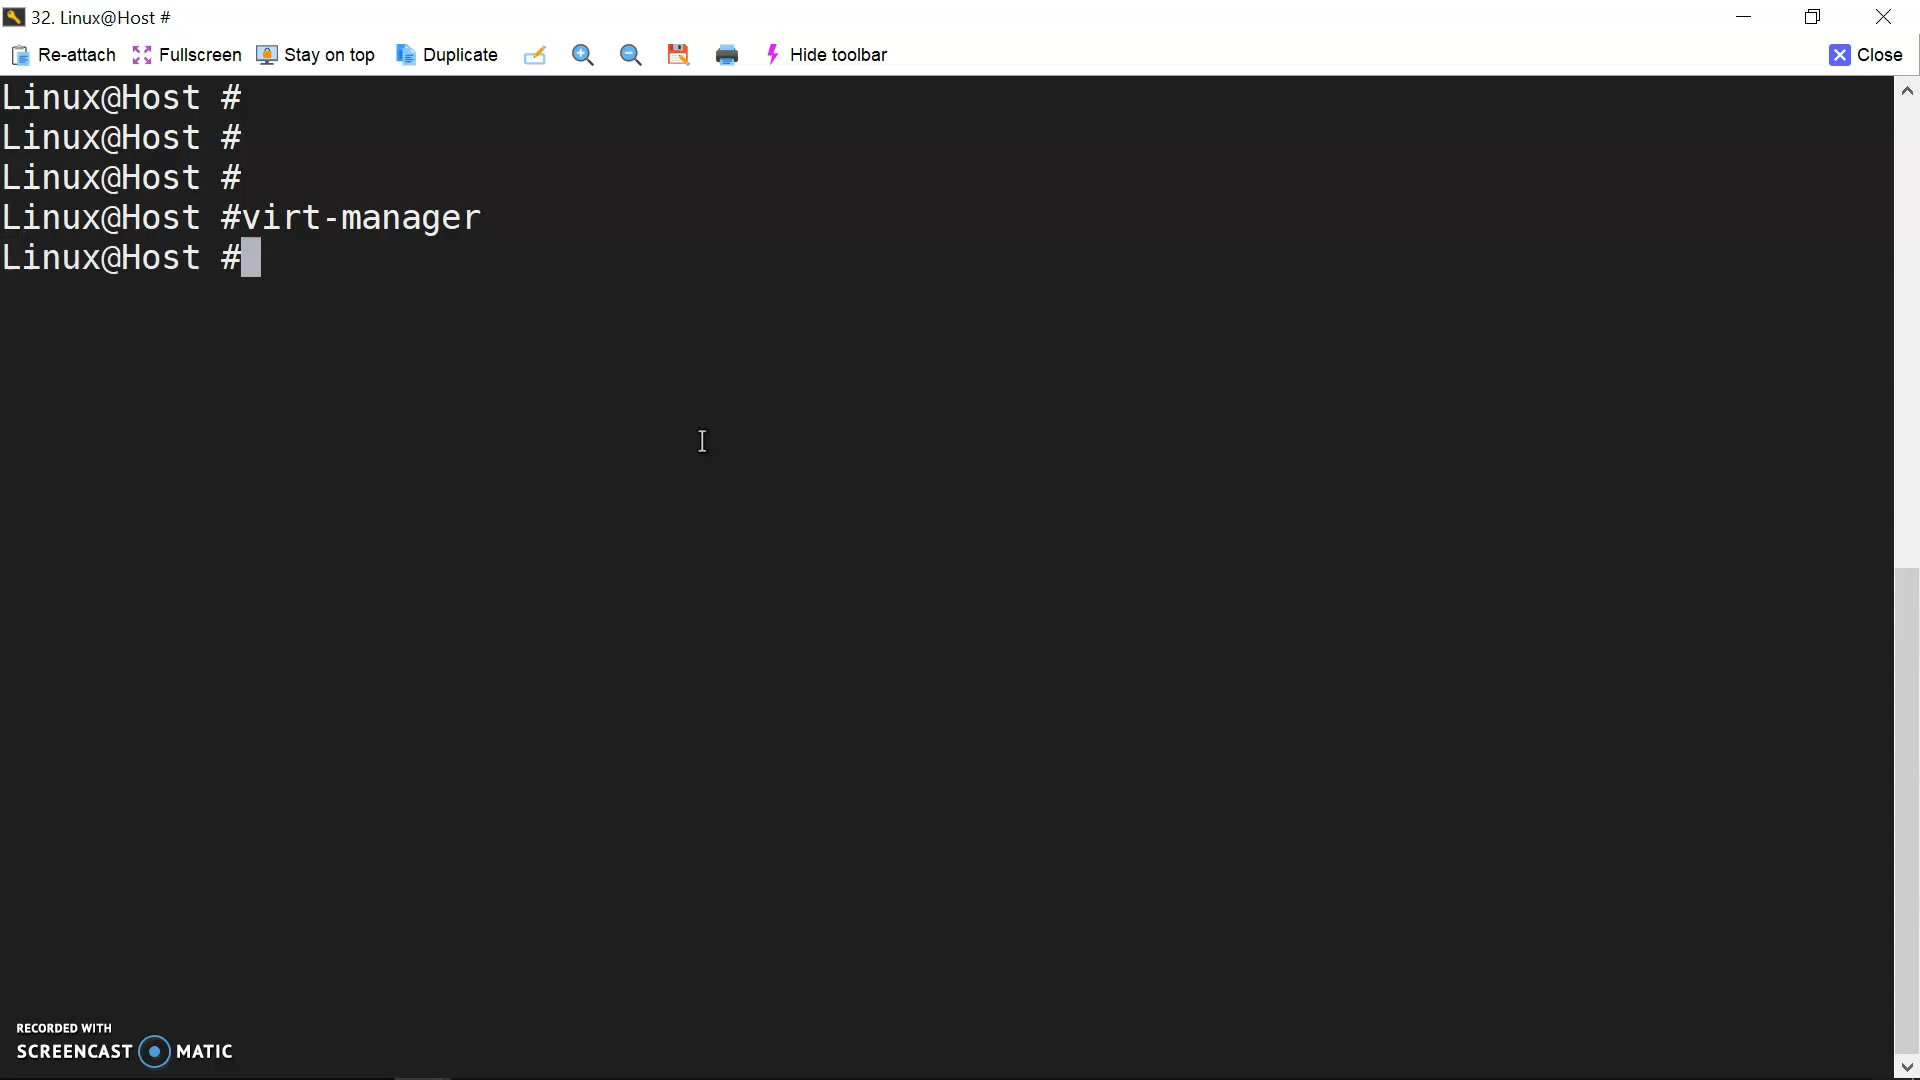 32. Linux@Host #
Re-attach Fullscreen Stay on top Duplicate Hide toolbar Close
Linux@Host #
Linux@Host #
Linux@Host #
Linux@Host #virt-manager
Linux@Host #
RECORDED WITH
SCREENCAST MATIC